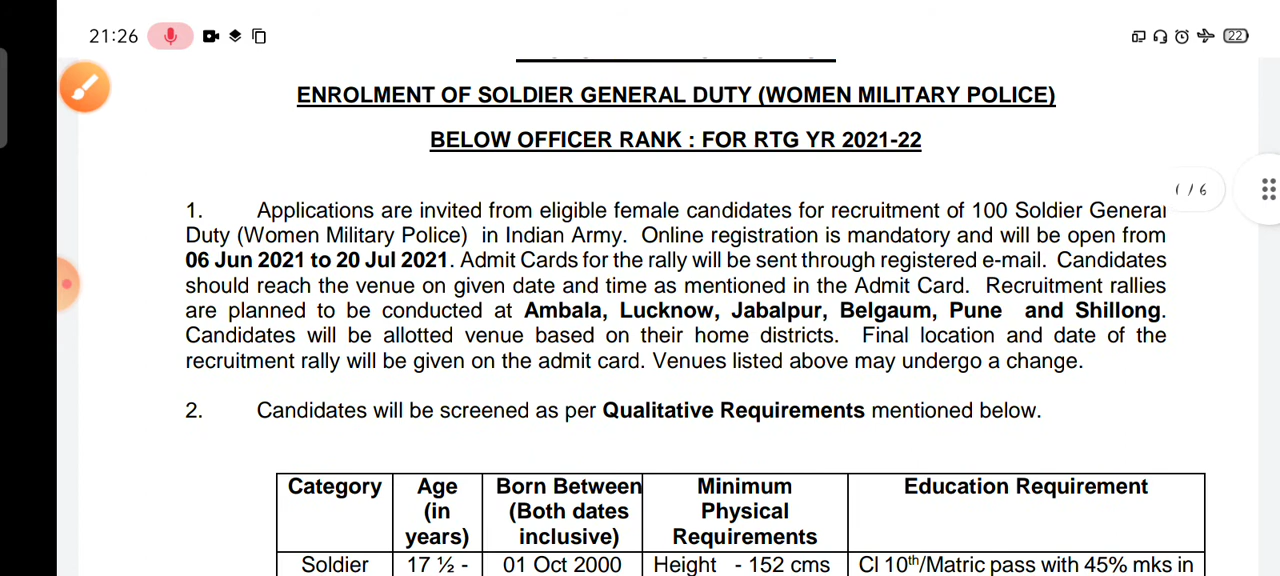 21:26
22
ENROLMENT OF SOLDIER GENERAL DUTY (WOMEN MILITARY POLICE)
BELOW OFFICER RANK : FOR RTG YR 2021-22
1 / 6
1. Applications are invited from eligible female candidates for recruitment of 100 Soldier General
Duty (Women Military Police) in Indian Army. Online registration is mandatory and will be open from
06 Jun 2021 to 20 Jul 2021. Admit Cards for the rally will be sent through registered e-mail. Candidates
should reach the venue on given date and time as mentioned in the Admit Card. Recruitment rallies
are planned to be conducted at Ambala, Lucknow, Jabalpur, Belgaum, Pune and Shillong.
Candidates will be allotted venue based on their home districts. Final location and date of the
recruitment rally will be given on the admit card. Venues listed above may undergo a change.
2. Candidates will be screened as per Qualitative Requirements mentioned below.
Category Age Born Between Minimum Education Requirement
(in (Both dates Physical
years) inclusive) Requirements
Soldier 17 ½ - 01 Oct 2000 Height - 152 cms Cl 10th/Matric pass with 45% mks in